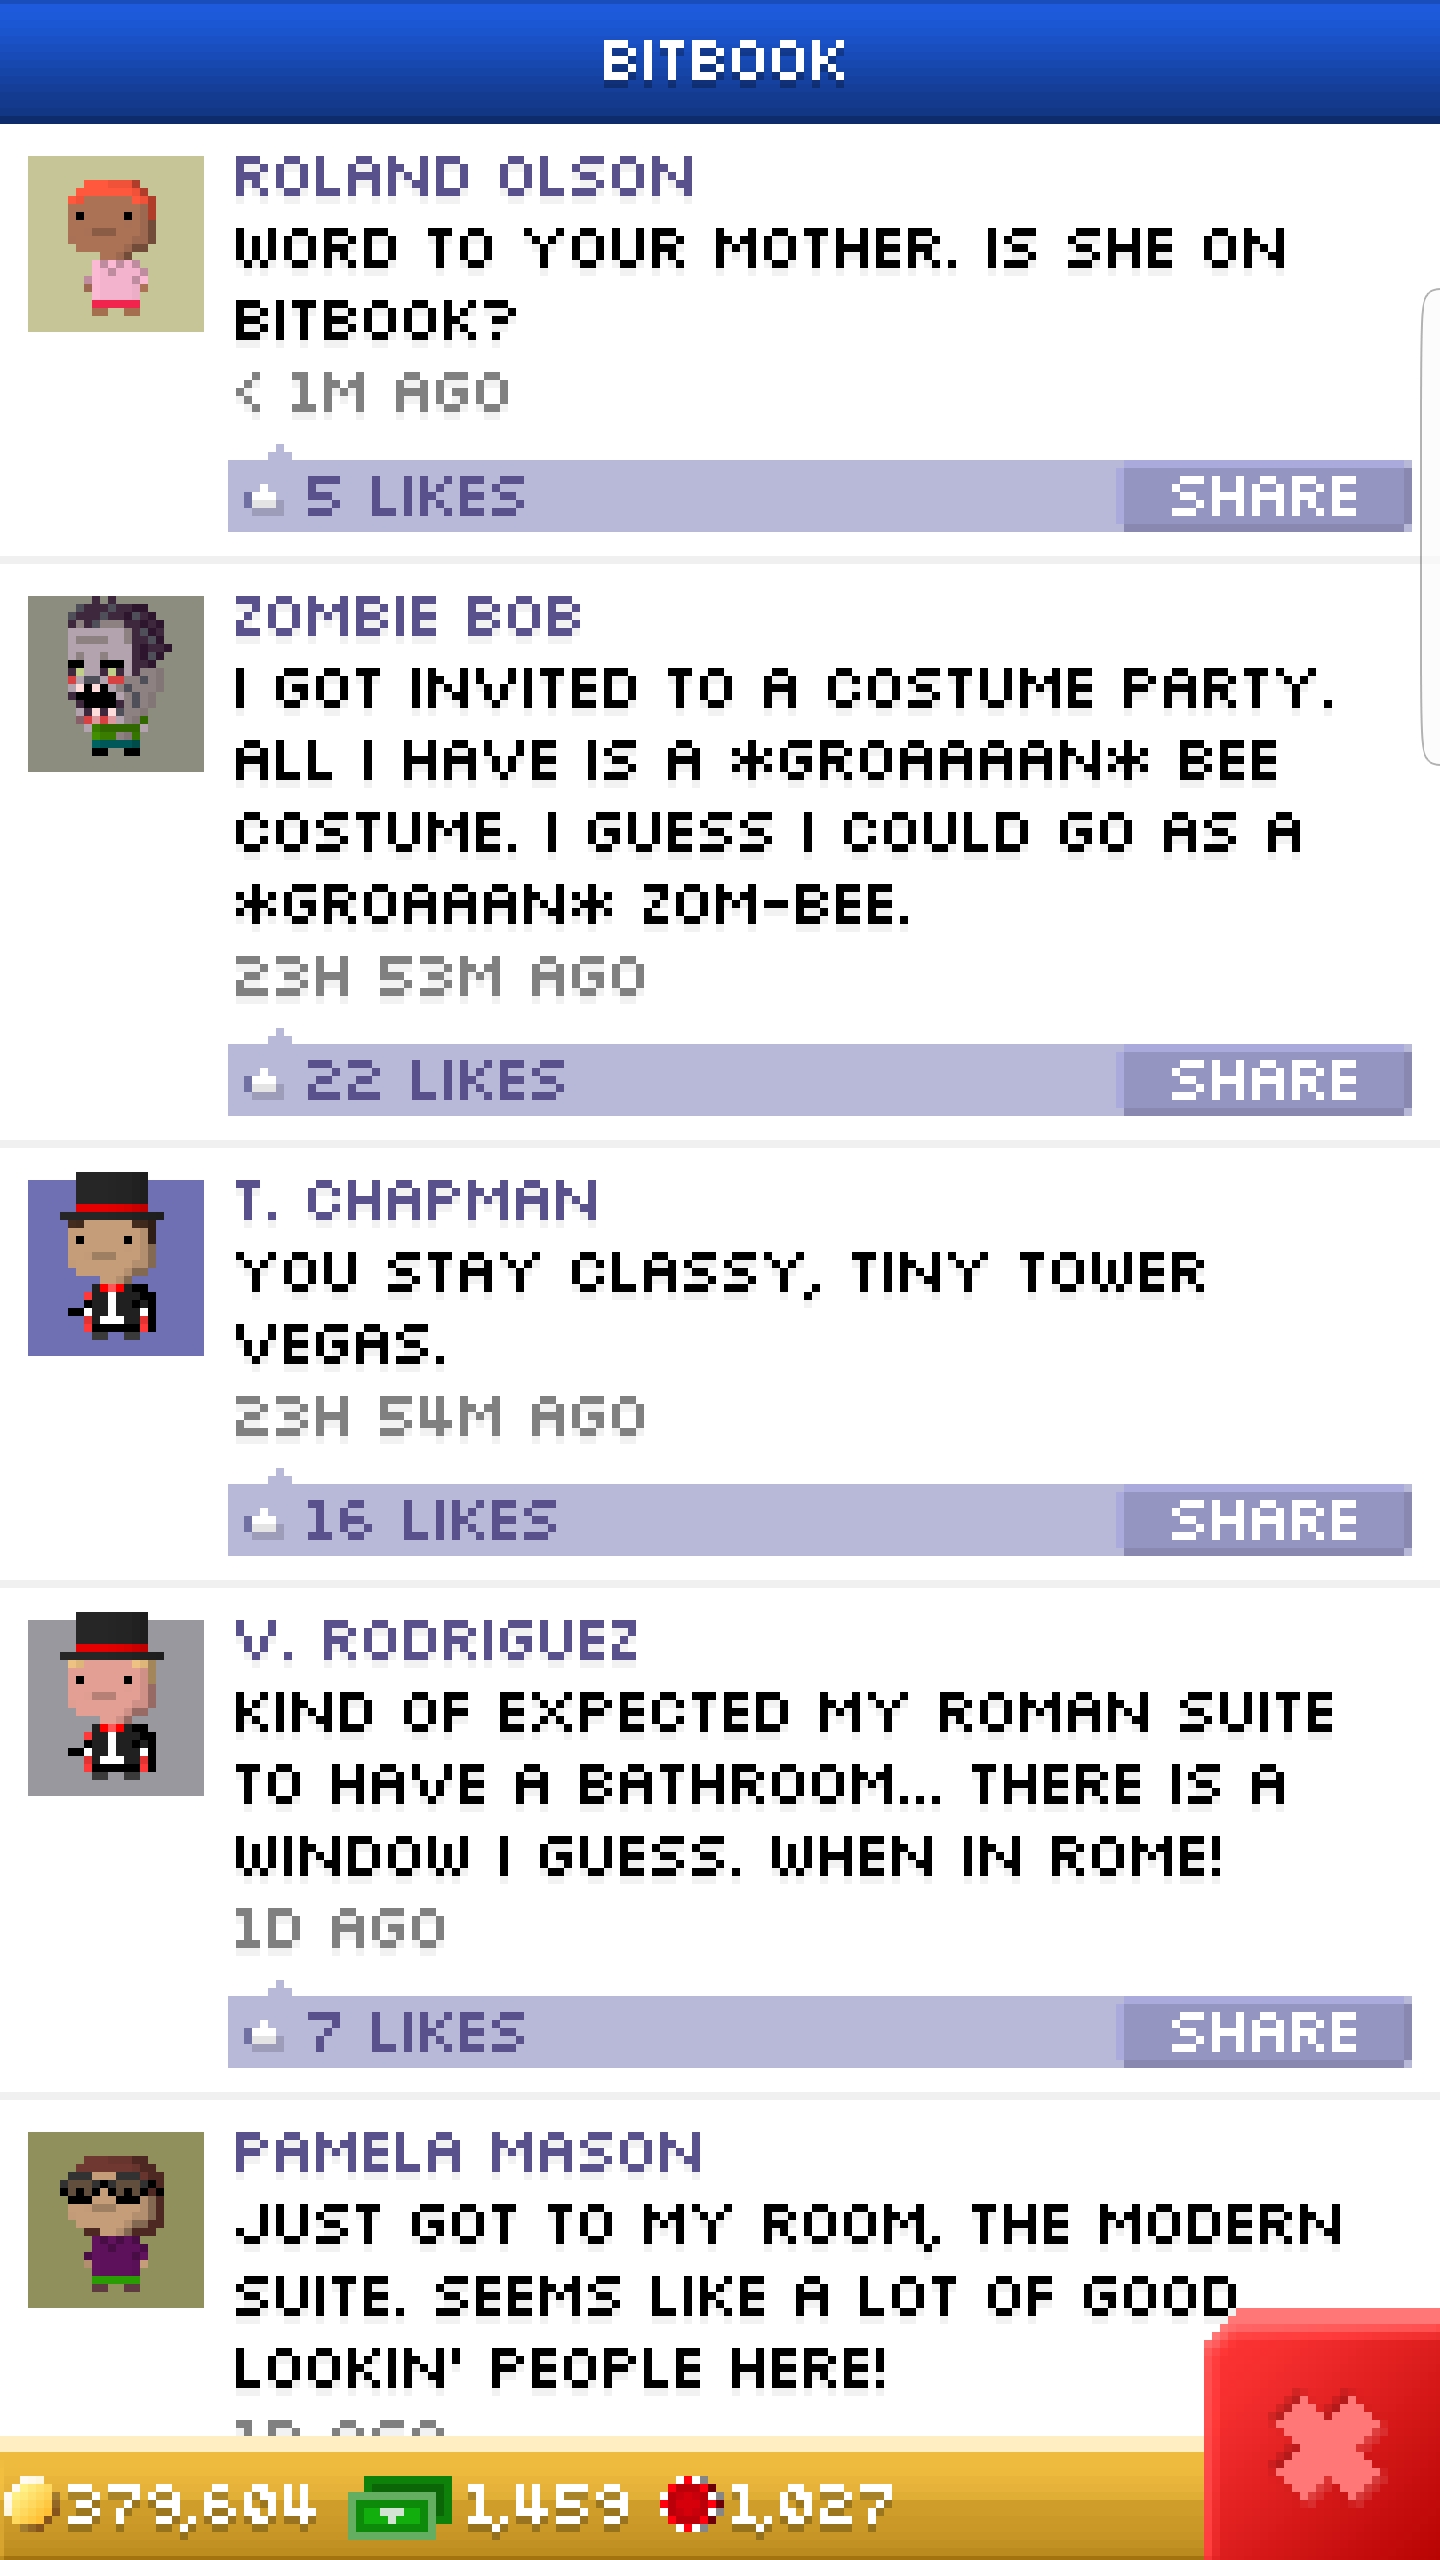 BITBOOK
ROLAND OLSON
WORD TO YOUR MOTHER. IS SHE ON
BITBOOK?
< 1M AGO
5 LIKES
SHARE
ZOMBIE BOB
I GOT INVITED TO A COSTUME PARTY.
ALL I HAVE IS A *GROAAAAN* BEE
COSTUME. I GUESS I COULD GO AS A
*GROAAAN* ZOM-BEE.
23H 53M AGO
22 LIKES
SHARE
T. CHAPMAN
YOU STAY CLASSY, TINY TOWER
VEGAS.
23H 54M AGO
16 LIKES
SHARE
V. RODRIGUEZ
KIND OF EXPECTED MY ROMAN SUITE
TO HAVE A BATHROOM... THERE IS A
WINDOW I GUESS. WHEN IN ROME!
1D AGO
7 LIKES
SHARE
PAMELA MASON
JUST GOT TO MY ROOM, THE MODERN
SUITE. SEEMS LIKE A LOT OF GOOD
LOOKIN' PEOPLE HERE!
1D AGO
379,604 1,459 1,027